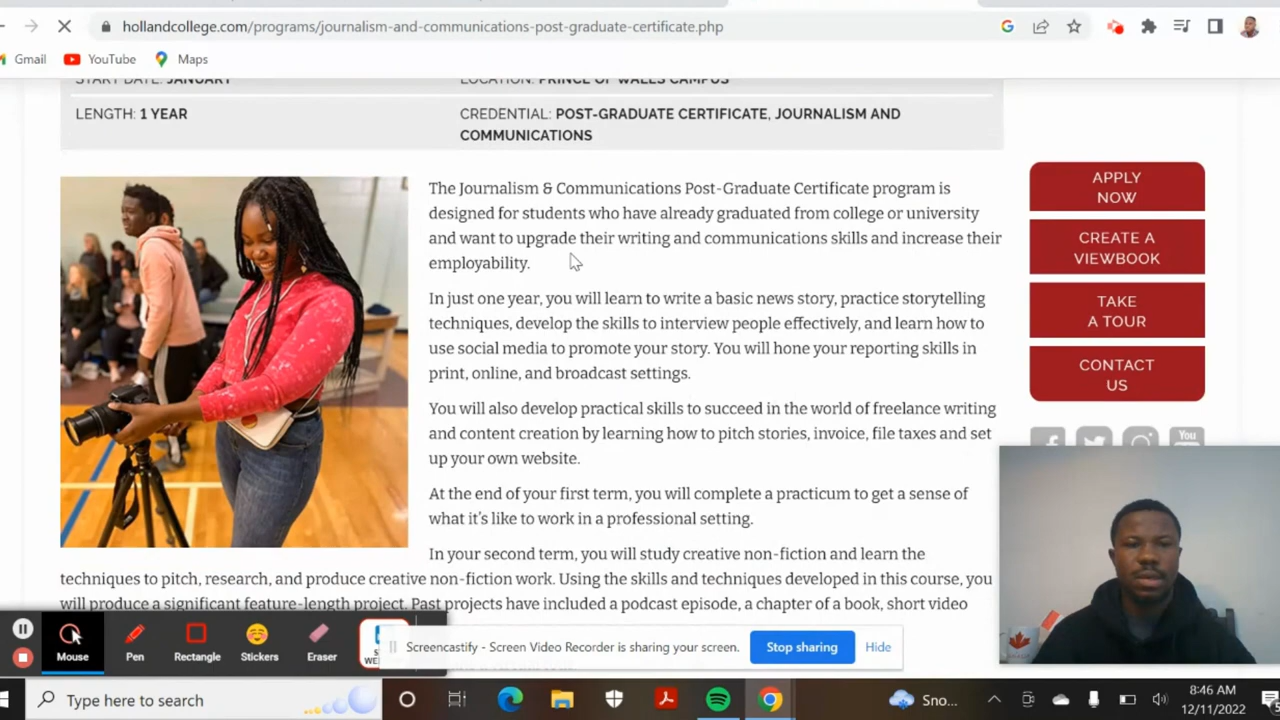 hollandcollege.com/programs/journalism-and-communications-post-graduate-certificate.php
Gmail YouTube Maps
START DATE: JANUARY LOCATION: PRINCE OF WALES CAMPUS
LENGTH: 1 YEAR CREDENTIAL: POST-GRADUATE CERTIFICATE, JOURNALISM AND
COMMUNICATIONS
The Journalism & Communications Post-Graduate Certificate program is
designed for students who have already graduated from college or university
and want to upgrade their writing and communications skills and increase their
employability.
In just one year, you will learn to write a basic news story, practice storytelling
techniques, develop the skills to interview people effectively, and learn how to
use social media to promote your story. You will hone your reporting skills in
print, online, and broadcast settings.
You will also develop practical skills to succeed in the world of freelance writing
and content creation by learning how to pitch stories, invoice, file taxes and set
up your own website.
At the end of your first term, you will complete a practicum to get a sense of
what it's like to work in a professional setting.
In your second term, you will study creative non-fiction and learn the
techniques to pitch, research, and produce creative non-fiction work. Using the skills and techniques developed in this course, you
will produce a significant feature-length project. Past projects have included a podcast episode, a chapter of a book, short video
APPLY
NOW
CREATE A
VIEWBOOK
TAKE
A TOUR
CONTACT
US
You
Mouse Pen Rectangle Stickers Eraser
Screencastify - Screen Video Recorder is sharing your screen. Stop sharing Hide
Type here to search
Sno...
8:46 AM
12/11/2022